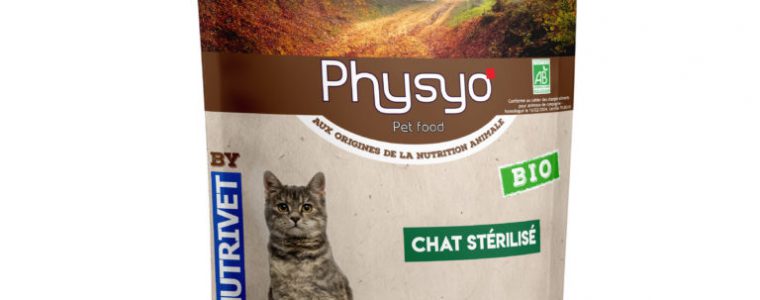 Physyo
Pet food
AUX ORIGINES DE LA NUTRITION ANIMALE
AB
BIO
CHAT STÉRILISÉ
BY
NUTRIVET